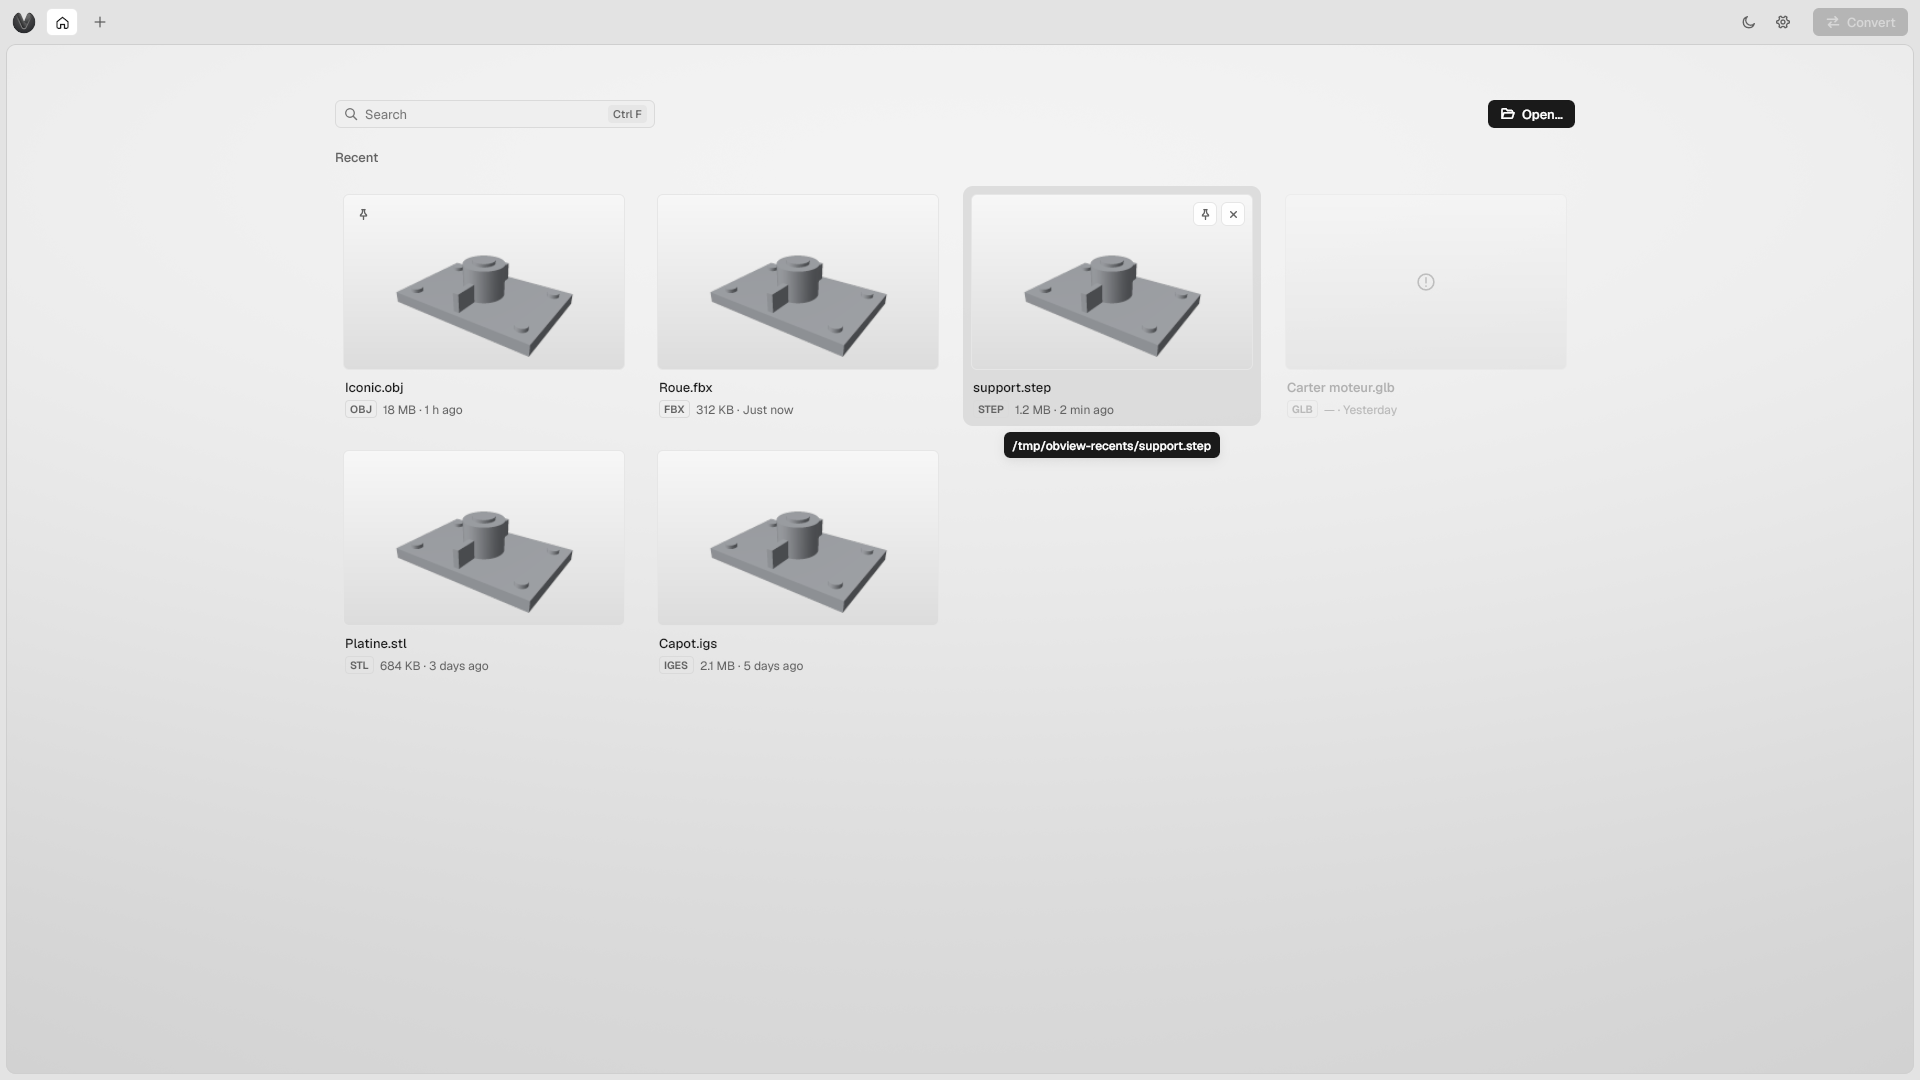 Convert
Search
Ctrl F
Open...
Recent
Iconic.obj
OBJ 18 MB · 1 h ago
Roue.fbx
FBX 312 KB · Just now
support.step
STEP 1.2 MB · 2 min ago
Carter moteur.glb
GLB — · Yesterday
/tmp/obview-recents/support.step
Platine.stl
STL 684 KB · 3 days ago
Capot.igs
IGES 2.1 MB · 5 days ago